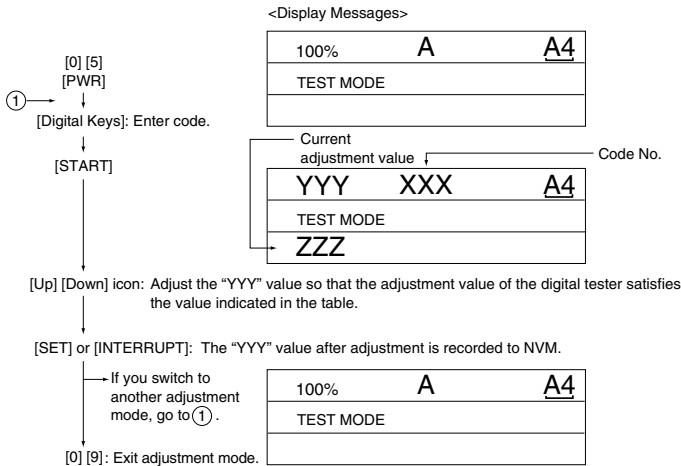 <Display Messages>
100% A A4
TEST MODE
[0] [5]
[PWR]
1
[Digital Keys]: Enter code.
[START]
Current
adjustment value
Code No.
YYY XXX A4
TEST MODE
ZZZ
[Up] [Down] icon: Adjust the “YYY” value so that the adjustment value of the digital tester satisfies
the value indicated in the table.
[SET] or [INTERRUPT]: The “YYY” value after adjustment is recorded to NVM.
If you switch to
another adjustment
mode, go to 1 .
100% A A4
TEST MODE
[0] [9]: Exit adjustment mode.